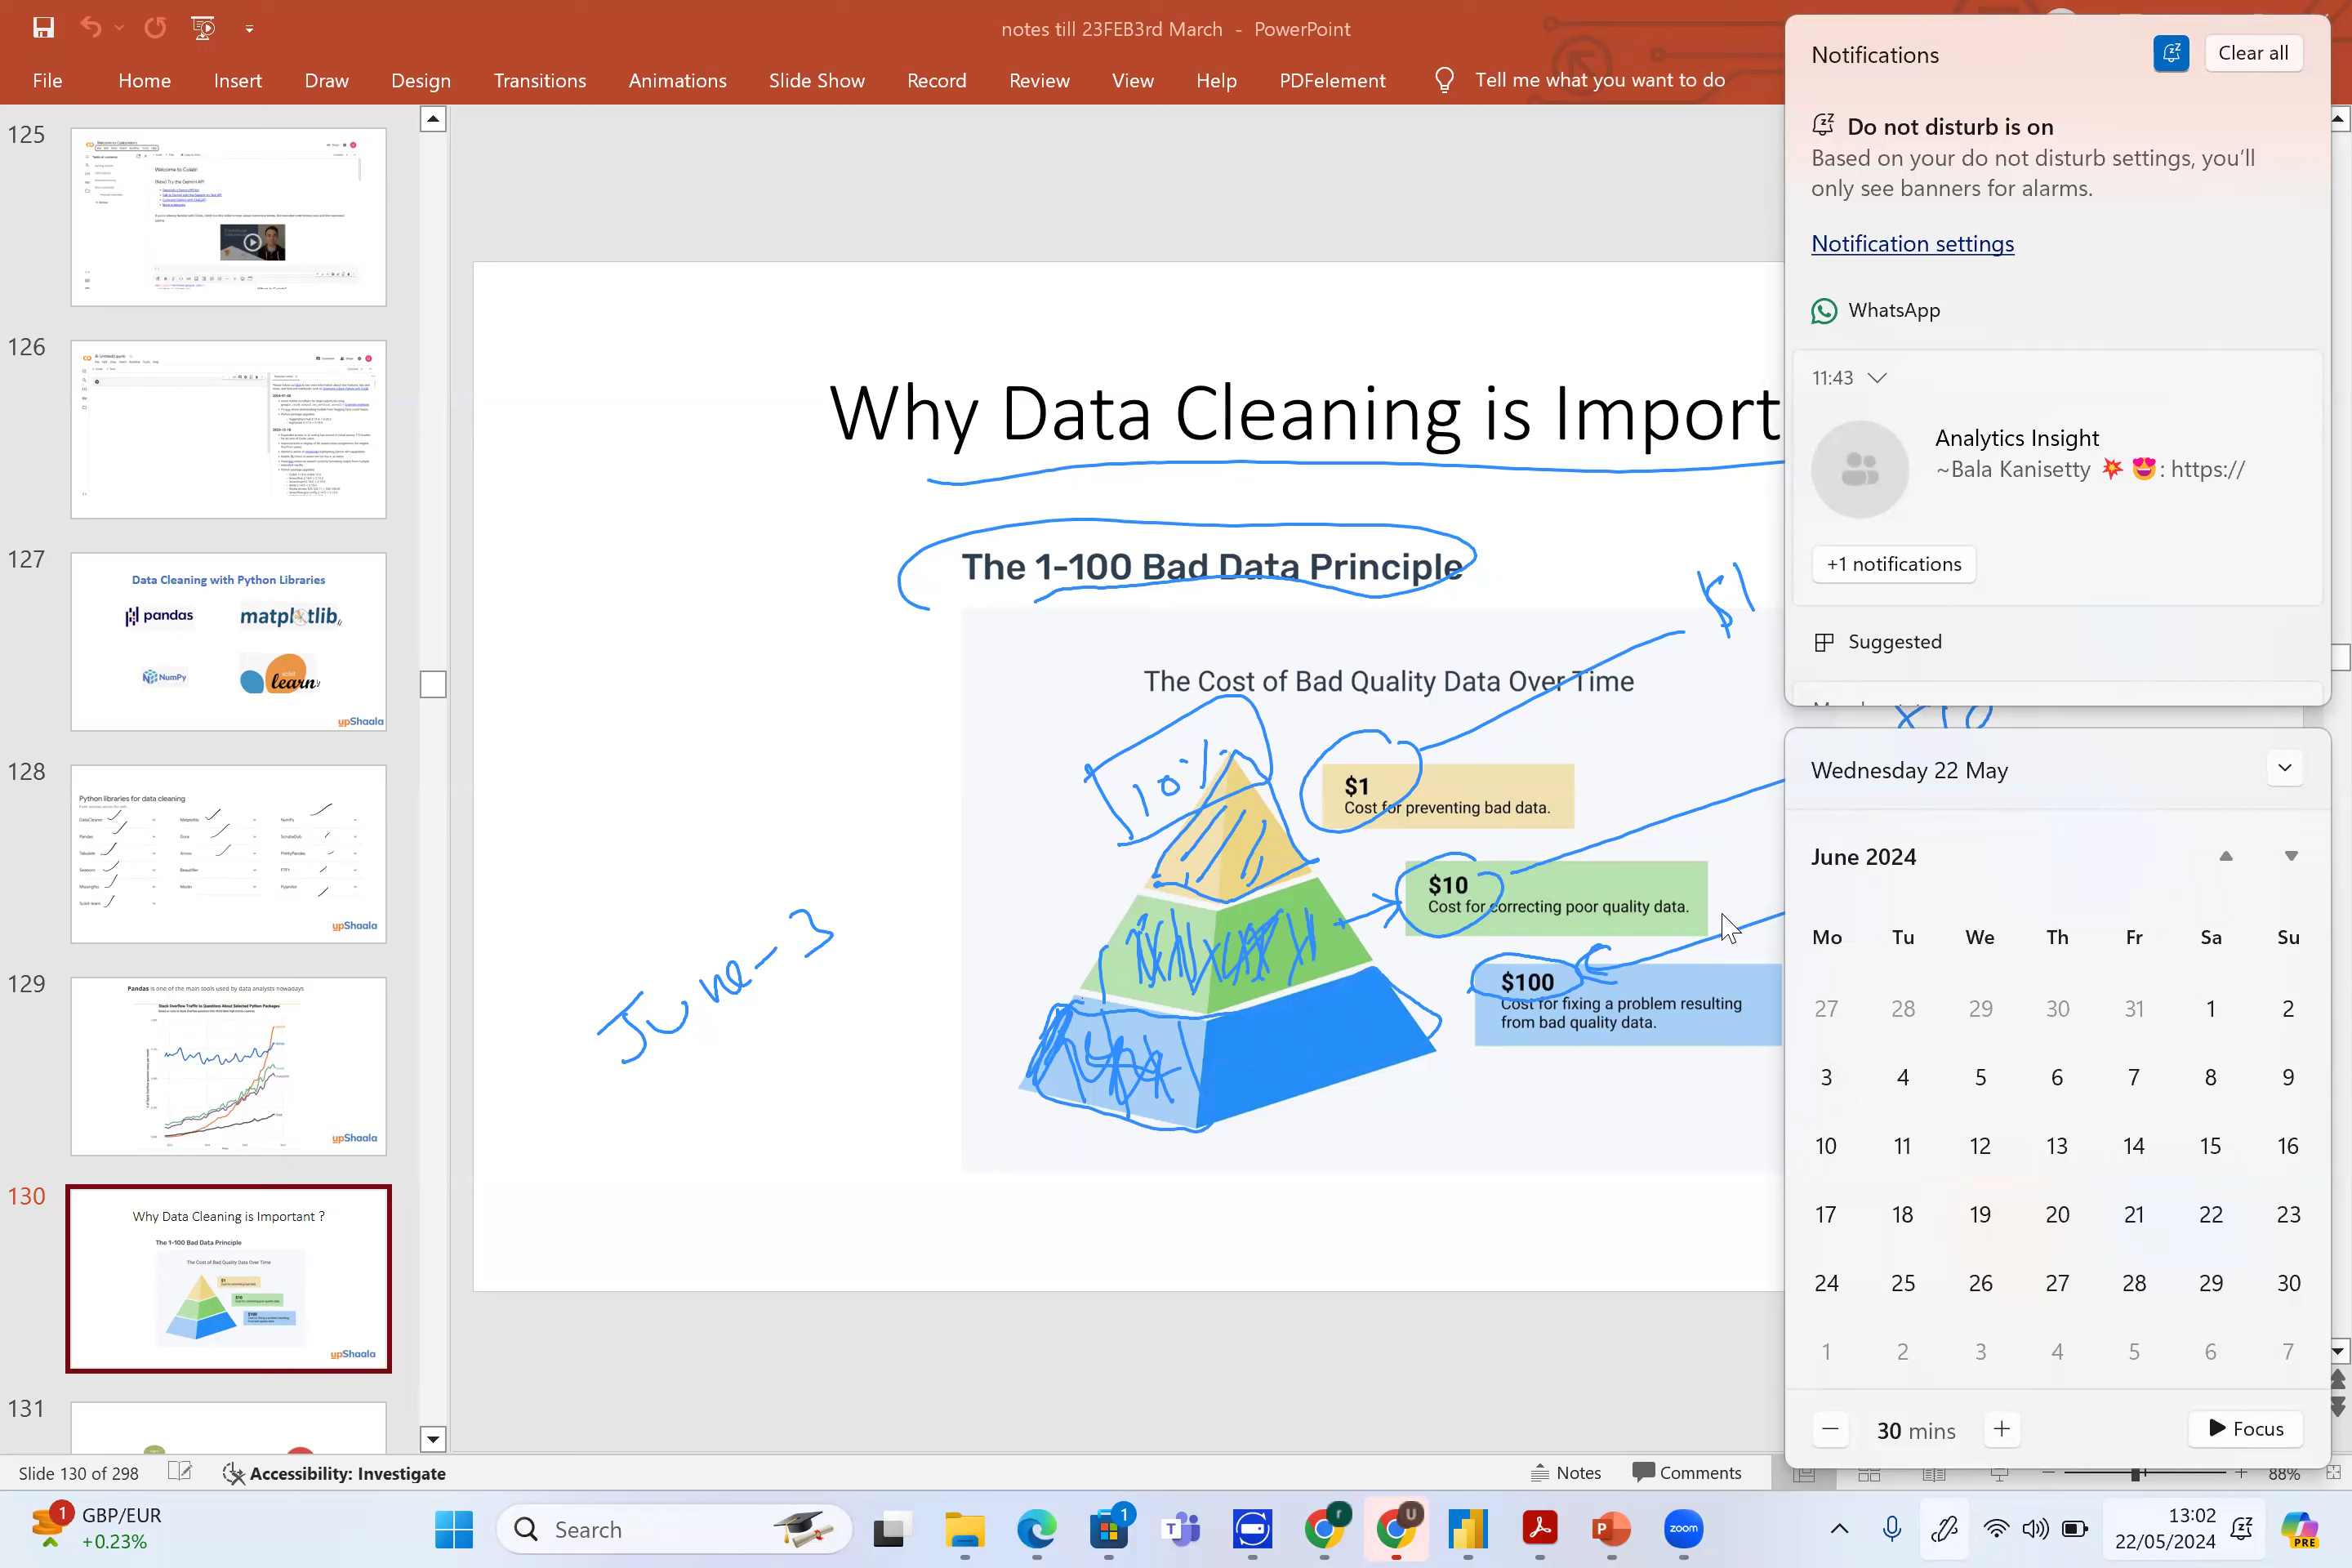 notes till 23FEB3rd March - PowerPoint
File Home Insert Draw Design Transitions Animations Slide Show Record Review View Help PDFelement Tell me what you want to do
125
Welcome to Colab!
126
127
Data Cleaning with Python Libraries
pandas matplotlib
NumPy learn
upShaala
128
Python libraries for data cleaning
upShaala
129
Pandas is one of the main tools used by data analysts nowadays
upShaala
130
Why Data Cleaning is Important ?
The 1-100 Bad Data Principle
The Cost of Bad Quality Data Over Time
upShaala
131
Why Data Cleaning is Import
The 1-100 Bad Data Principle
$1
The Cost of Bad Quality Data Over Time
10%
$1
Cost for preventing bad data.
$10
Cost for correcting poor quality data.
$100
Cost for fixing a problem resulting
from bad quality data.
June-3
Notifications Clear all
Do not disturb is on
Based on your do not disturb settings, you'll
only see banners for alarms.
Notification settings
WhatsApp
11:43
Analytics Insight
~Bala Kanisetty 💥 😍: https://
+1 notifications
Suggested
Wednesday 22 May
June 2024
Mo Tu We Th Fr Sa Su
27 28 29 30 31 1 2
3 4 5 6 7 8 9
10 11 12 13 14 15 16
17 18 19 20 21 22 23
24 25 26 27 28 29 30
1 2 3 4 5 6 7
30 mins Focus
Slide 130 of 298 Accessibility: Investigate Notes Comments 88%
1 GBP/EUR
+0.23%
Search
1
zoom
13:02
22/05/2024
PRE